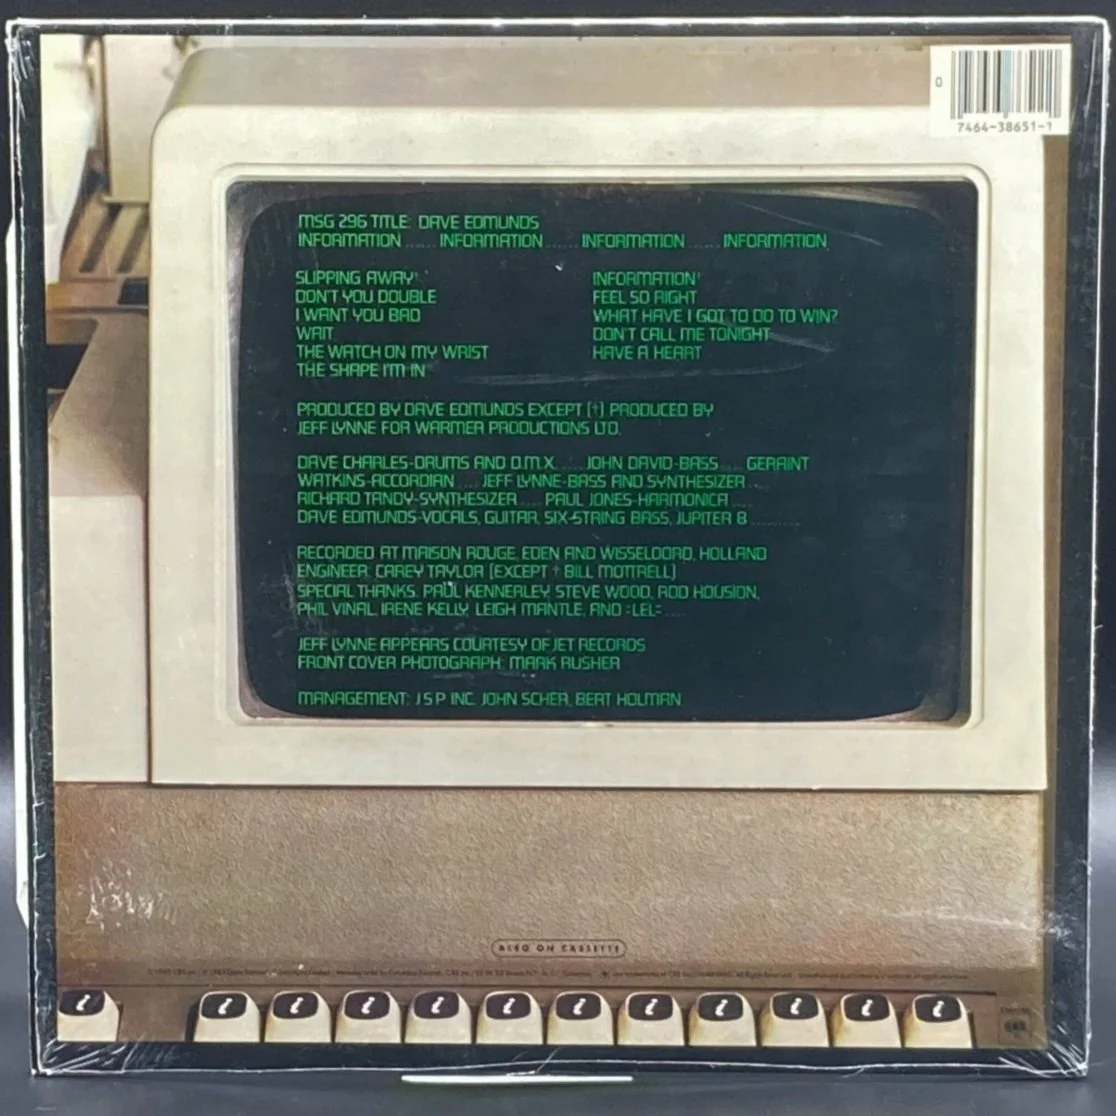 0
7464-38651-1
MSG 296 TITLE: DAVE EDMUNDS
INFORMATION ...... INFORMATION ...... INFORMATION ...... INFORMATION
SLIPPING AWAY† INFORMATION†
DON'T YOU DOUBLE FEEL SO RIGHT
I WANT YOU BAD WHAT HAVE I GOT TO DO TO WIN?
WAIT DON'T CALL ME TONIGHT
THE WATCH ON MY WRIST HAVE A HEART
THE SHAPE I'M IN
PRODUCED BY DAVE EDMUNDS EXCEPT (†) PRODUCED BY
JEFF LYNNE FOR WARMER PRODUCTIONS LTD.
DAVE CHARLES-DRUMS AND D.M.X. ..... JOHN DAVID-BASS .... GERAINT
WATKINS-ACCORDIAN .... JEFF LYNNE-BASS AND SYNTHESIZER ...
RICHARD TANDY-SYNTHESIZER ..... PAUL JONES-HARMONICA ....
DAVE EDMUNDS-VOCALS, GUITAR, SIX-STRING BASS, JUPITER 8 ..........
RECORDED AT MAISON ROUGE, EDEN AND WISSELOORD, HOLLAND
ENGINEER: CAREY TAYLOR (EXCEPT † BILL MOTTRELL)
SPECIAL THANKS: PAUL KENNERLEY, STEVE WOOD, ROD HOUSION,
PHIL VINAL, IRENE KELLY, LEIGH MANTLE, AND "LEL" ....
JEFF LYNNE APPEARS COURTESY OF JET RECORDS
FRONT COVER PHOTOGRAPH: MARK RUSHER
MANAGEMENT: J S P INC. JOHN SCHER, BERT HOLMAN
ALSO ON CASSETTE
i i i i i i i i i i i i